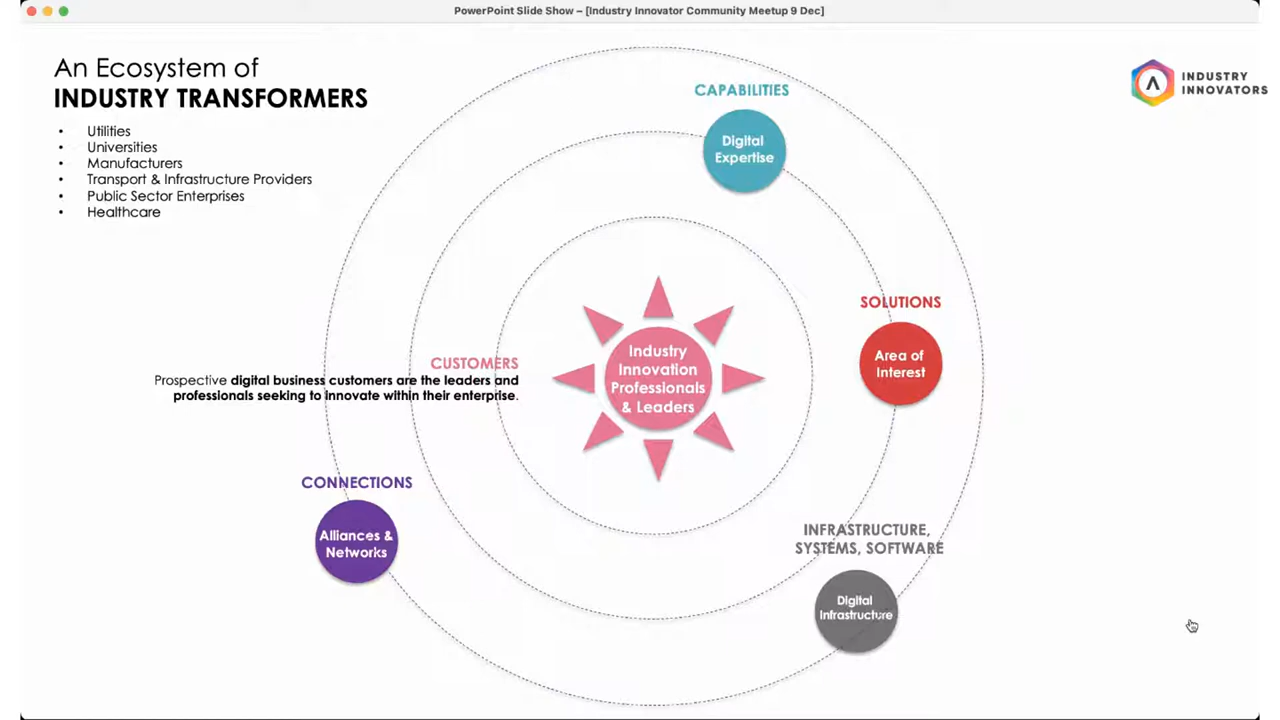 PowerPoint Slide Show – [Industry Innovator Community Meetup 9 Dec]
An Ecosystem of
INDUSTRY TRANSFORMERS
• Utilities
• Universities
• Manufacturers
• Transport & Infrastructure Providers
• Public Sector Enterprises
• Healthcare
INDUSTRY
INNOVATORS
CAPABILITIES
Digital
Expertise
SOLUTIONS
Area of
Interest
Industry
Innovation
Professionals
& Leaders
CUSTOMERS
Prospective digital business customers are the leaders and
professionals seeking to innovate within their enterprise.
CONNECTIONS
Alliances &
Networks
INFRASTRUCTURE,
SYSTEMS, SOFTWARE
Digital
Infrastructure